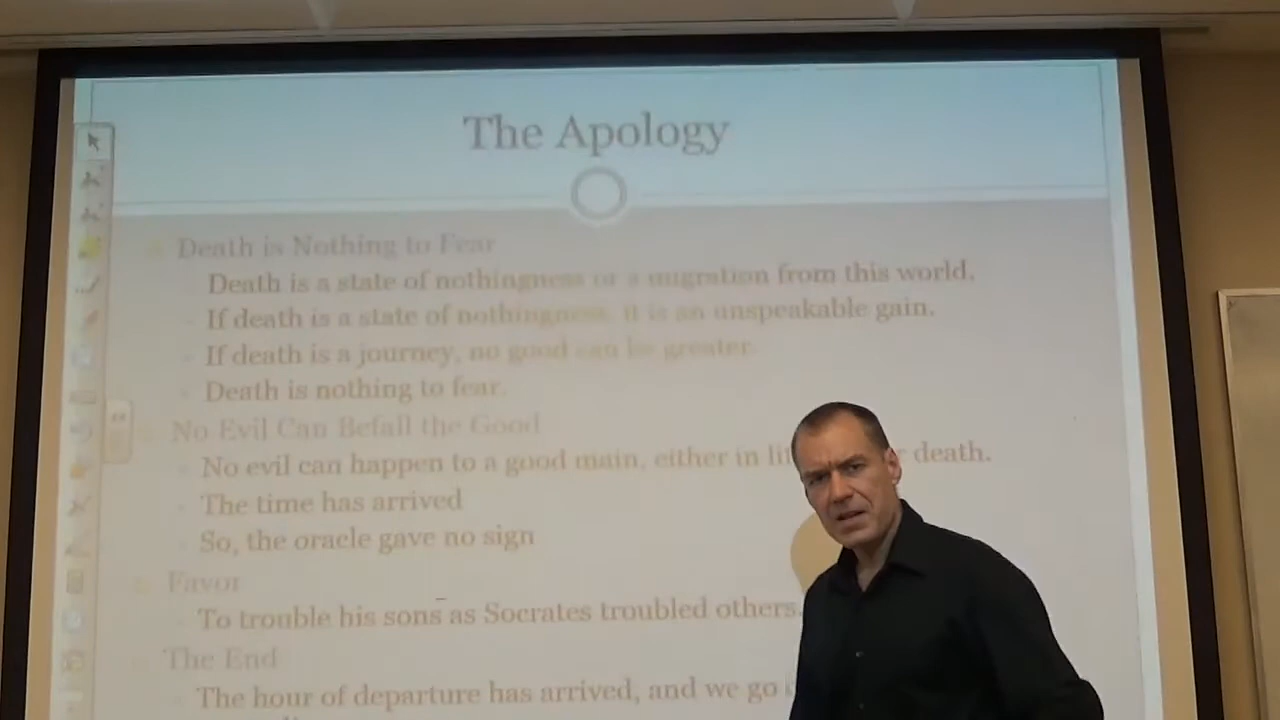 The Apology
Death is Nothing to Fear
Death is a state of nothingness or a migration from this world.
If death is a state of nothingness, it is an unspeakable gain.
If death is a journey, no good can be greater.
Death is nothing to fear.
No Evil Can Befall the Good
No evil can happen to a good main, either in death.
The time has arrived
So, the oracle gave no sign
Favor
To trouble his sons as Socrates troubled others.
The End
The hour of departure has arrived, and we go